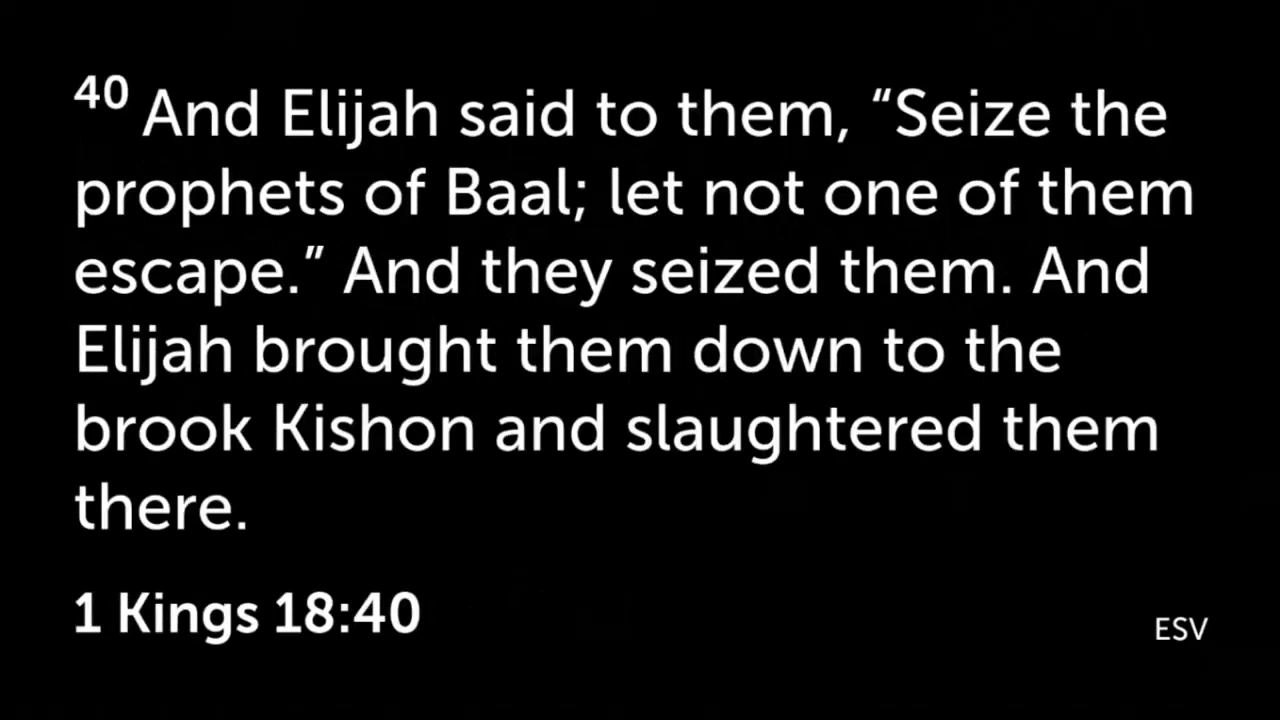 40 And Elijah said to them, “Seize the
prophets of Baal; let not one of them
escape.” And they seized them. And
Elijah brought them down to the
brook Kishon and slaughtered them
there.
1 Kings 18:40
ESV